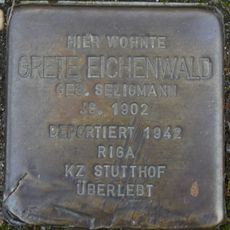 HIER WOHNTE
GRETE EICHENWALD
GEB. SELIGMANN
JG. 1902
DEPORTIERT 1942
RIGA
KZ STUTTHOF
ÜBERLEBT